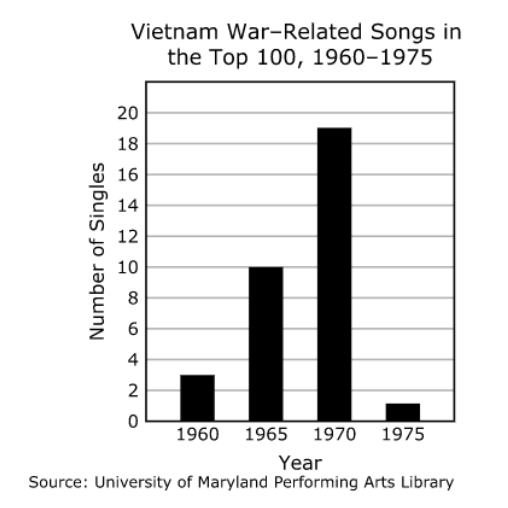 Vietnam War–Related Songs in
the Top 100, 1960–1975
Number of Singles
20
18
16
14
12
10
8
6
4
2
0
1960 1965 1970 1975
Year
Source: University of Maryland Performing Arts Library